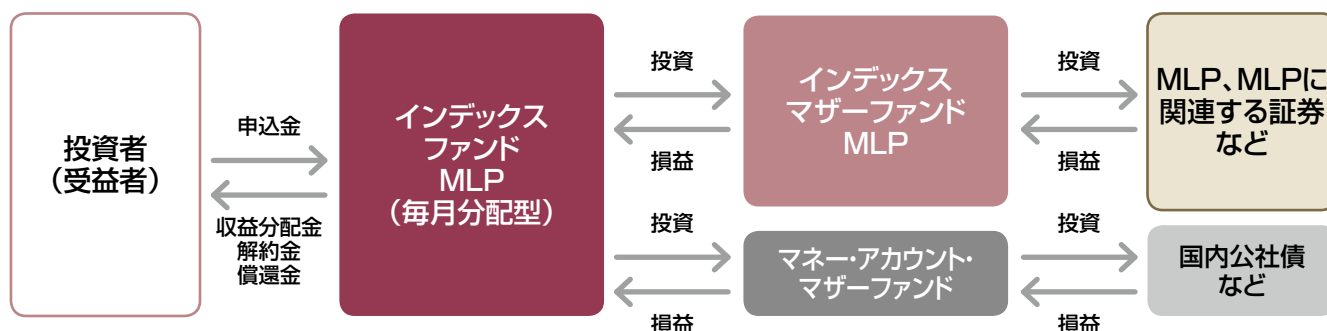 投資者
（受益者）
申込金
収益分配金
解約金
償還金
インデックス
ファンド
MLP
（毎月分配型）
投資
損益
インデックス
マザーファンド
MLP
投資
損益
MLP、MLPに
関連する証券
など
投資
損益
マネー・アカウント・
マザーファンド
投資
損益
国内公社債
など